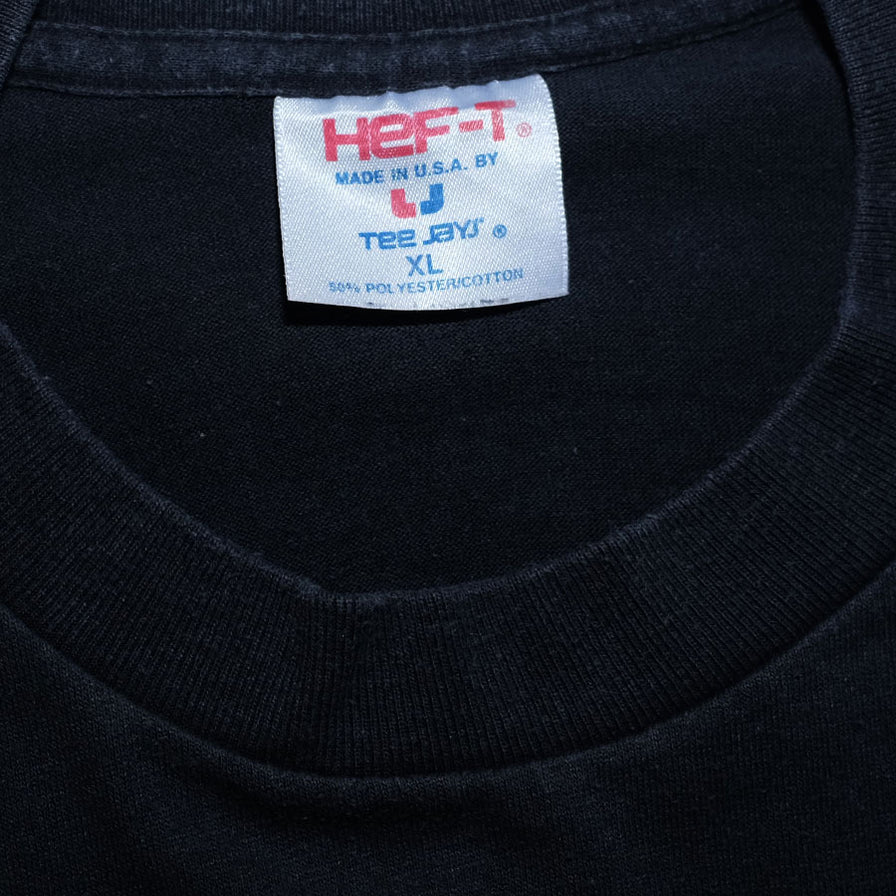 HEF-T®
MADE IN U.S.A. BY
TEE JAYS ®
XL
50% POLYESTER/COTTON